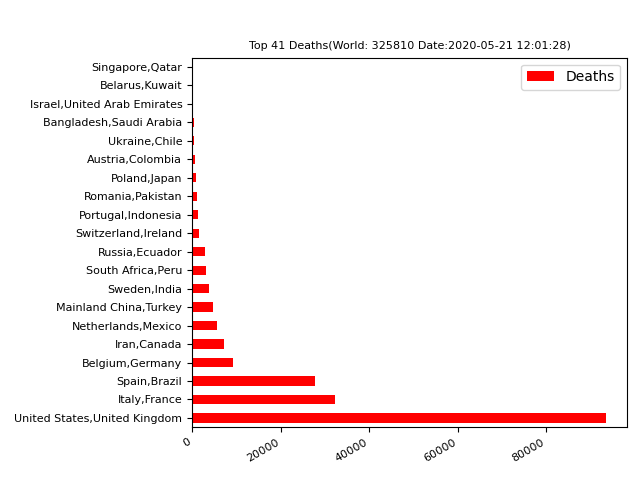 Top 41 Deaths(World: 325810 Date:2020-05-21 12:01:28)
Deaths
Singapore,Qatar
Belarus,Kuwait
Israel,United Arab Emirates
Bangladesh,Saudi Arabia
Ukraine,Chile
Austria,Colombia
Poland,Japan
Romania,Pakistan
Portugal,Indonesia
Switzerland,Ireland
Russia,Ecuador
South Africa,Peru
Sweden,India
Mainland China,Turkey
Netherlands,Mexico
Iran,Canada
Belgium,Germany
Spain,Brazil
Italy,France
United States,United Kingdom
0 20000 40000 60000 80000